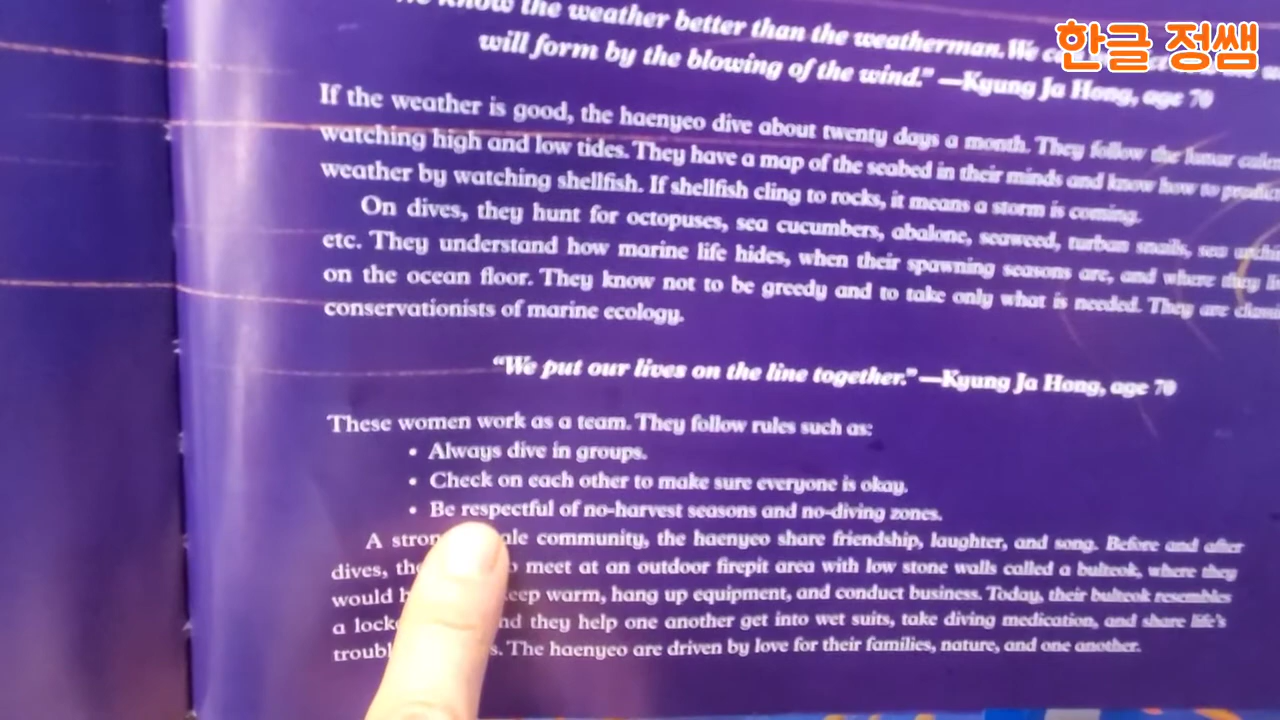 한글 정쌤
know the weather better than the weatherman. We
will form by the blowing of the wind." —Kyung Ja Hong, age 70
If the weather is good, the haenyeo dive about twenty days a month. They follow the lunar
watching high and low tides. They have a map of the seabed in their minds and know how to predict
weather by watching shellfish. If shellfish cling to rocks, it means a storm is coming.
On dives, they hunt for octopuses, sea cucumbers, abalone, seaweed, turban snails, sea
etc. They understand how marine life hides, when their spawning seasons are, and where they
on the ocean floor. They know not to be greedy and to take only what is needed. They are
conservationists of marine ecology.
"We put our lives on the line together." —Kyung Ja Hong, age 70
These women work as a team. They follow rules such as:
• Always dive in groups.
• Check on each other to make sure everyone is okay.
• Be respectful of no-harvest seasons and no-diving zones.
A community, the haenyeo share friendship, laughter, and song. Before and after
dives, meet at an outdoor firepit area with low stone walls called a bulteok, where they
would warm, hang up equipment, and conduct business. Today, their bulteok resembles
a they help one another get into wet suits, take diving medication, and share life's
The haenyeo are driven by love for their families, nature, and one another.